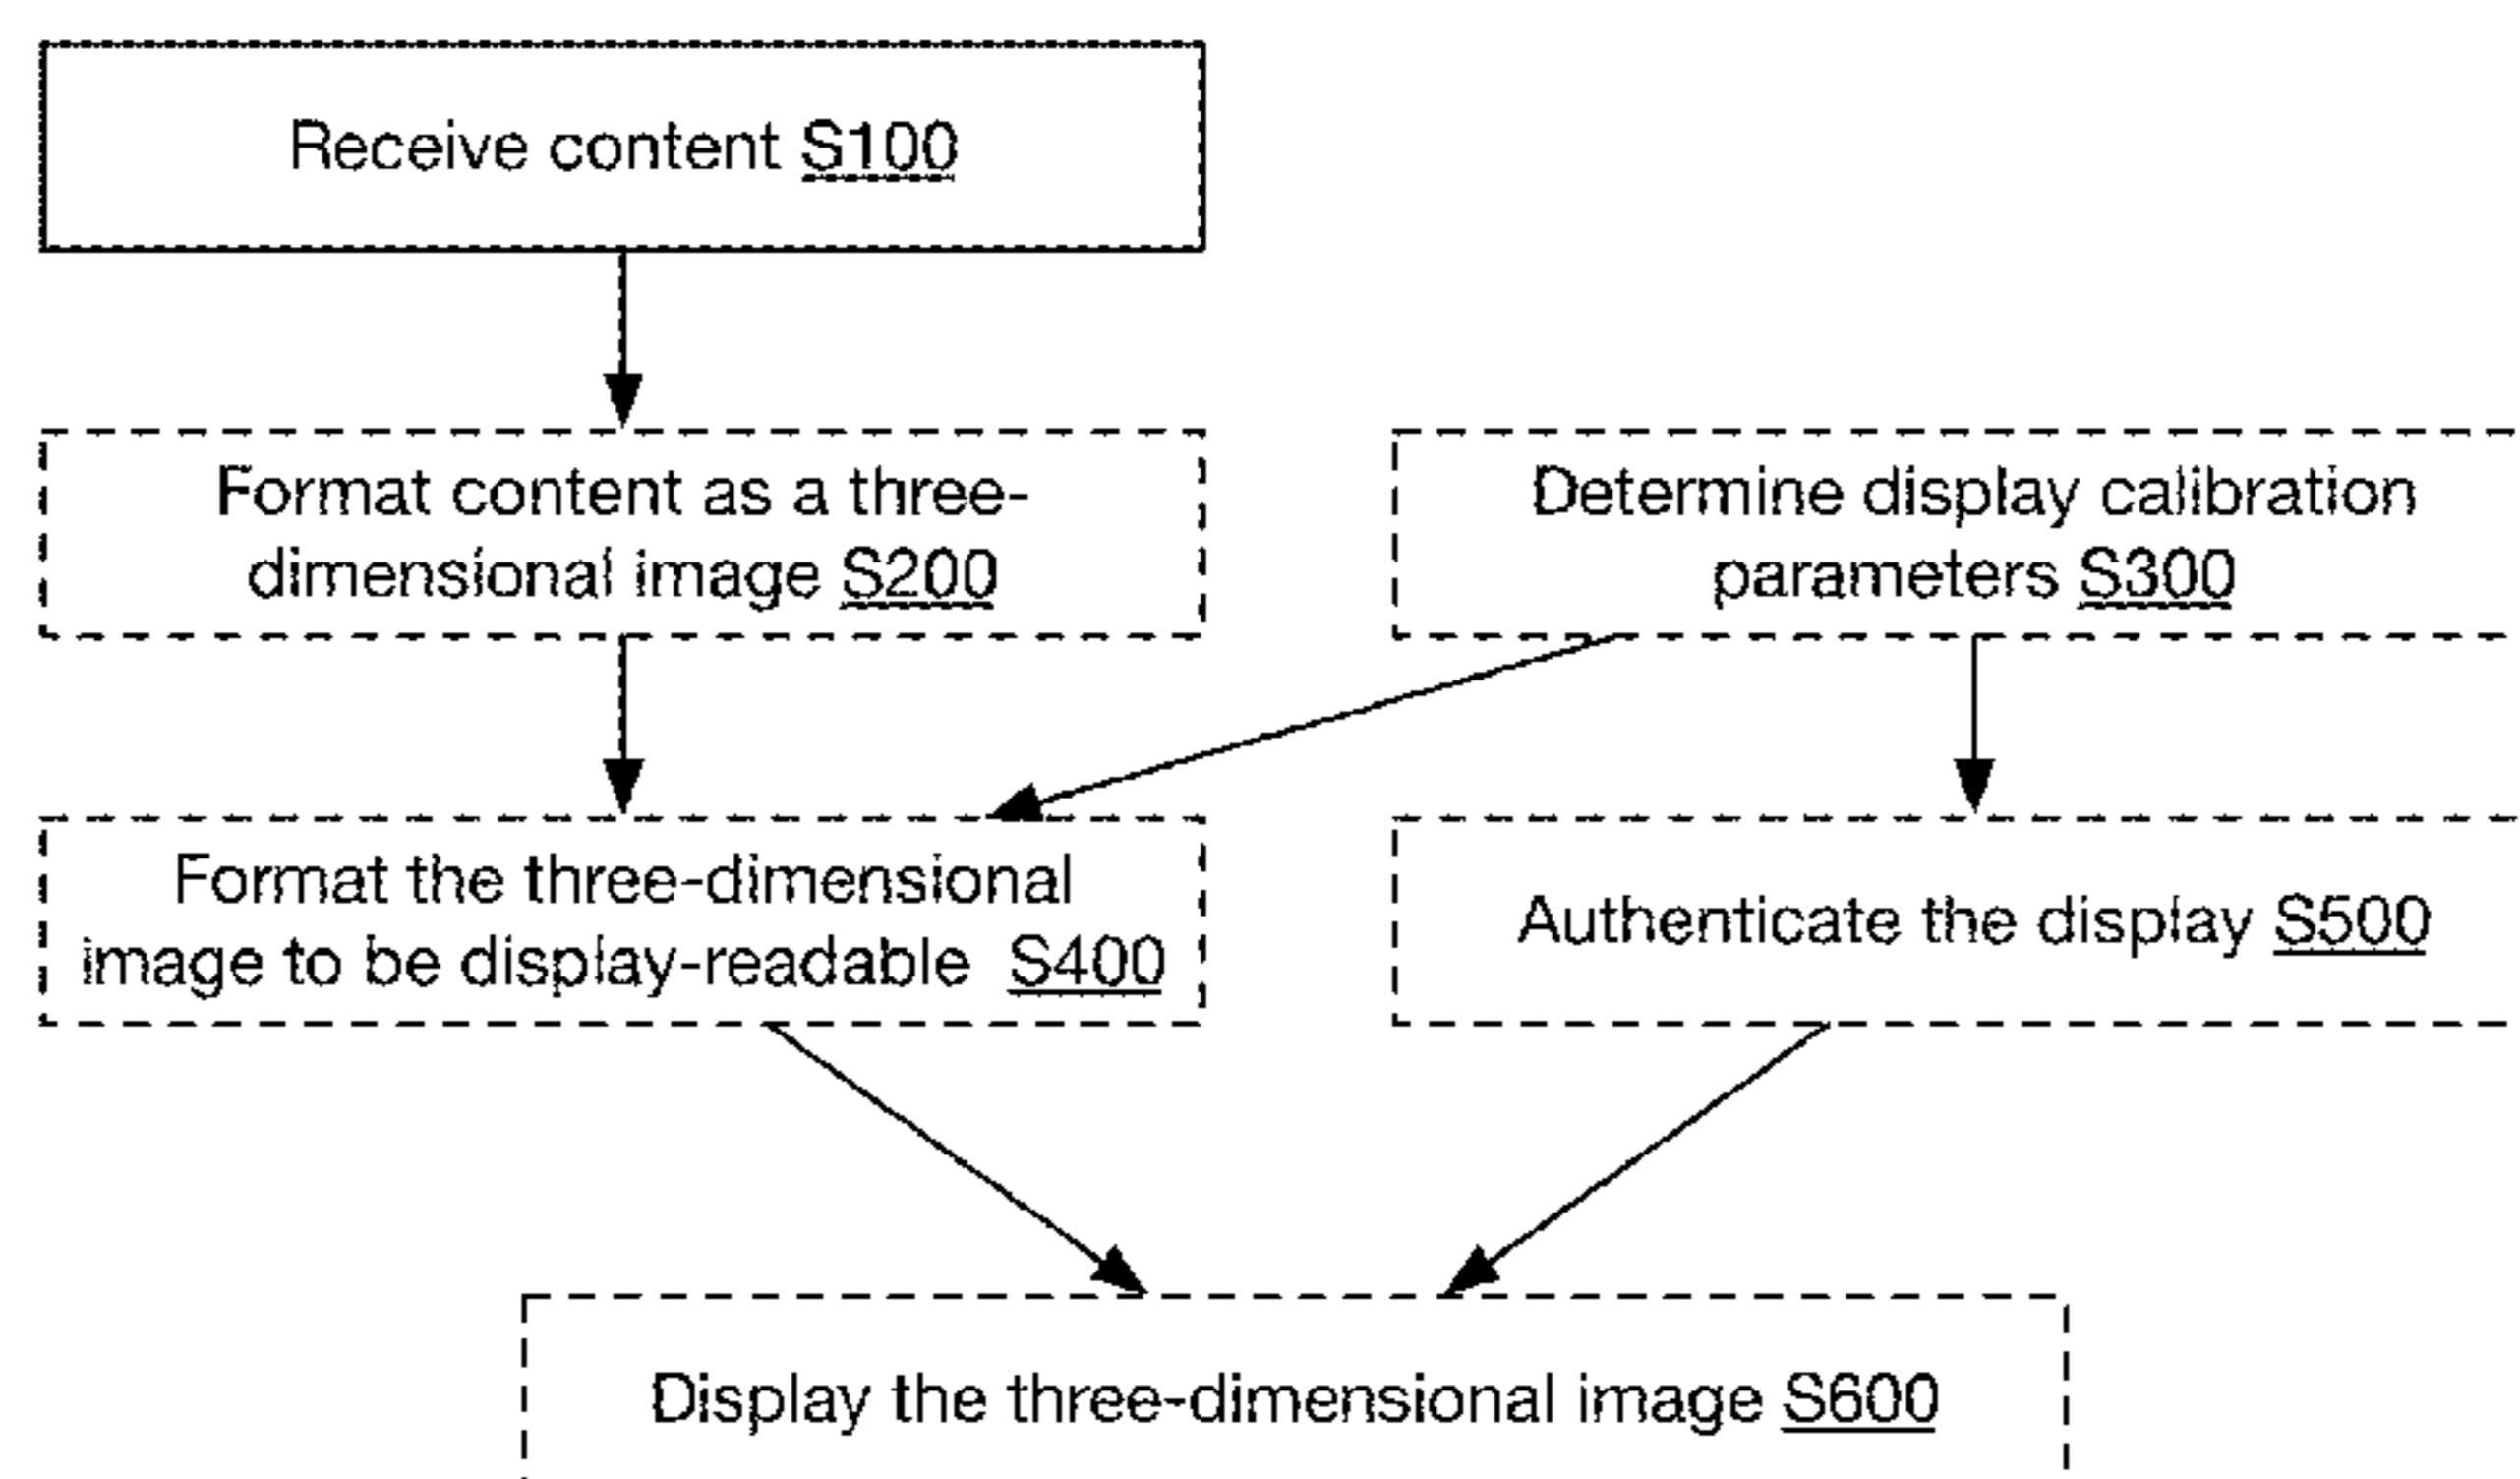 Receive content S100
Format content as a three-
dimensional image S200
Determine display calibration
parameters S300
Format the three-dimensional
image to be display-readable S400
Authenticate the display S500
Display the three-dimensional image S600